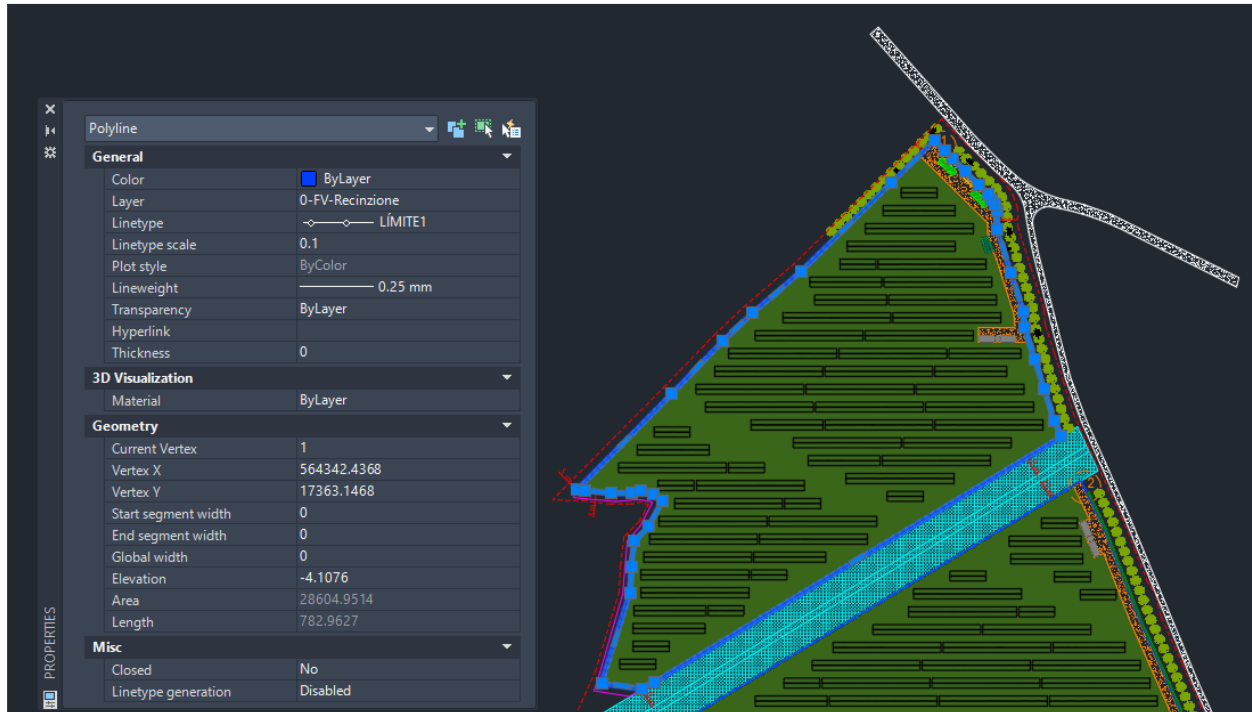 Polyline
General
Color ByLayer
Layer 0-FV-Recinzione
Linetype LÍMITE1
Linetype scale 0.1
Plot style ByColor
Lineweight 0.25 mm
Transparency ByLayer
Hyperlink
Thickness 0
3D Visualization
Material ByLayer
Geometry
Current Vertex 1
Vertex X 564342.4368
Vertex Y 17363.1468
Start segment width 0
End segment width 0
Global width 0
Elevation -4.1076
Area 28604.9514
Length 782.9627
Misc
Closed No
Linetype generation Disabled
PROPERTIES